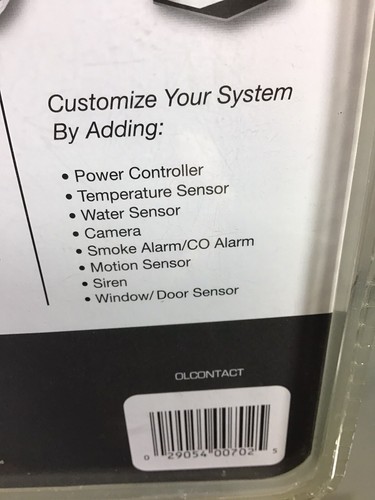 Customize Your System
By Adding:
• Power Controller
• Temperature Sensor
• Water Sensor
• Camera
• Smoke Alarm/CO Alarm
• Motion Sensor
• Siren
• Window/Door Sensor
OLCONTACT
0 29054 00702 5